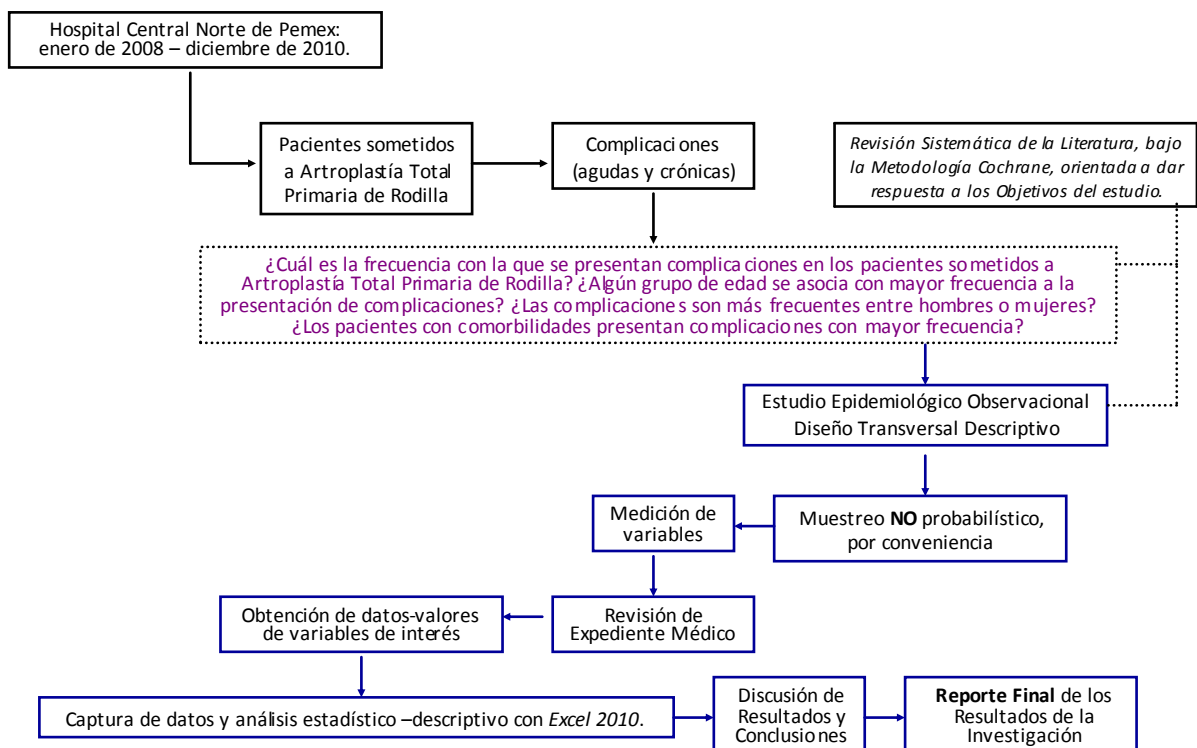 Hospital Central Norte de Pemex:
enero de 2008 – diciembre de 2010.
Pacientes sometidos
a Artroplastía Total
Primaria de Rodilla
Complicaciones
(agudas y crónicas)
Revisión Sistemática de la Literatura, bajo
la Metodología Cochrane, orientada a dar
respuesta a los Objetivos del estudio.
¿Cuál es la frecuencia con la que se presentan complicaciones en los pacientes sometidos a
Artroplastía Total Primaria de Rodilla? ¿Algún grupo de edad se asocia con mayor frecuencia a la
presentación de complicaciones? ¿Las complicaciones son más frecuentes entre hombres o mujeres?
¿Los pacientes con comorbilidades presentan complicaciones con mayor frecuencia?
Estudio Epidemiológico Observacional
Diseño Transversal Descriptivo
Muestreo NO probabilístico,
por conveniencia
Medición de
variables
Revisión de
Expediente Médico
Obtención de datos-valores
de variables de interés
Captura de datos y análisis estadístico –descriptivo con Excel 2010.
Discusión de
Resultados y
Conclusiones
Reporte Final de los
Resultados de la
Investigación